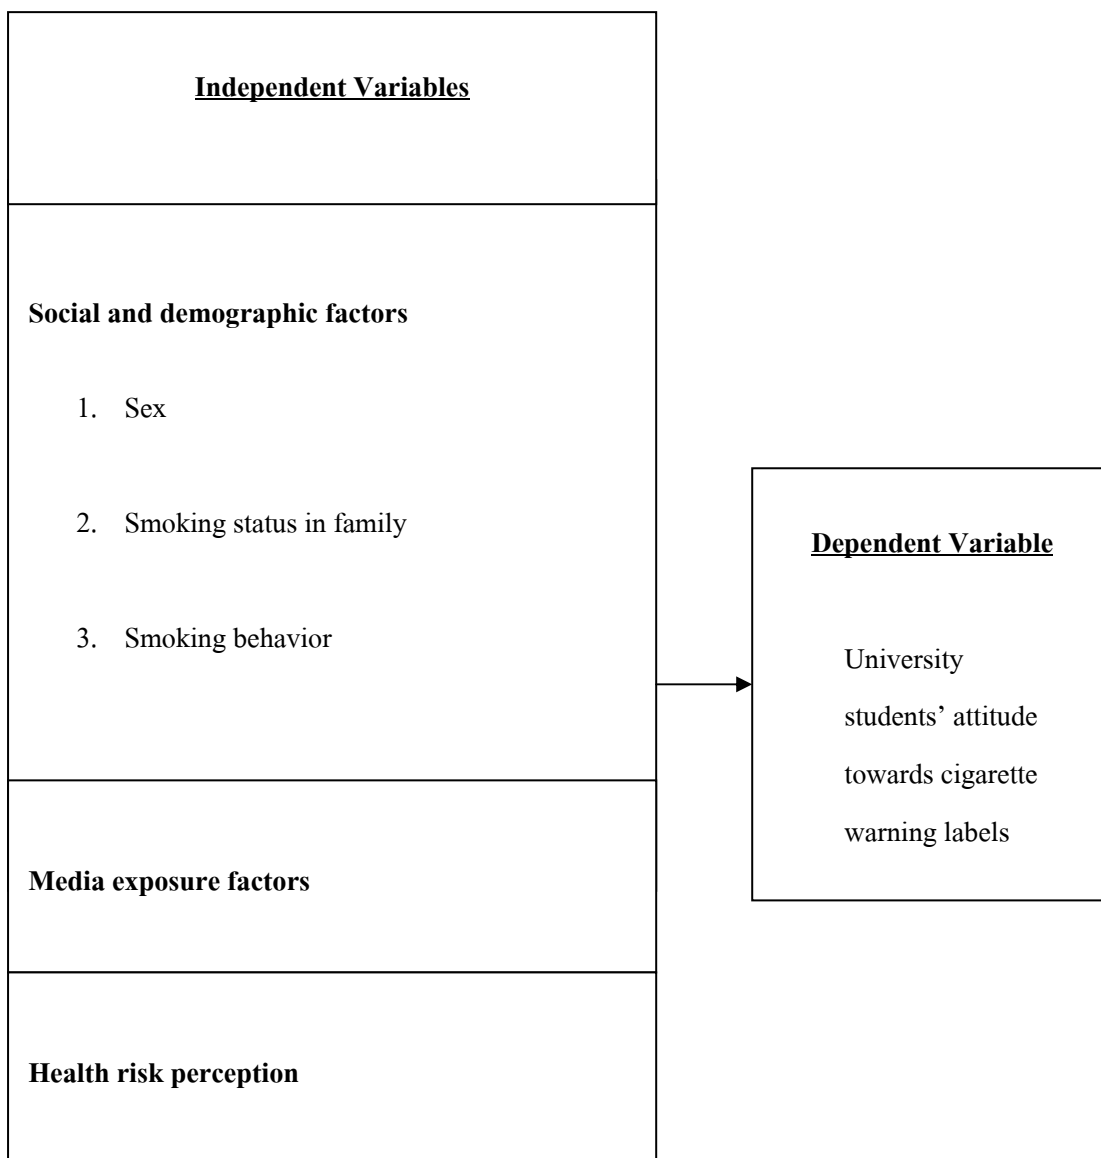 Independent Variables
Social and demographic factors
1. Sex
2. Smoking status in family
3. Smoking behavior
Media exposure factors
Health risk perception
Dependent Variable
University
students’ attitude
towards cigarette
warning labels